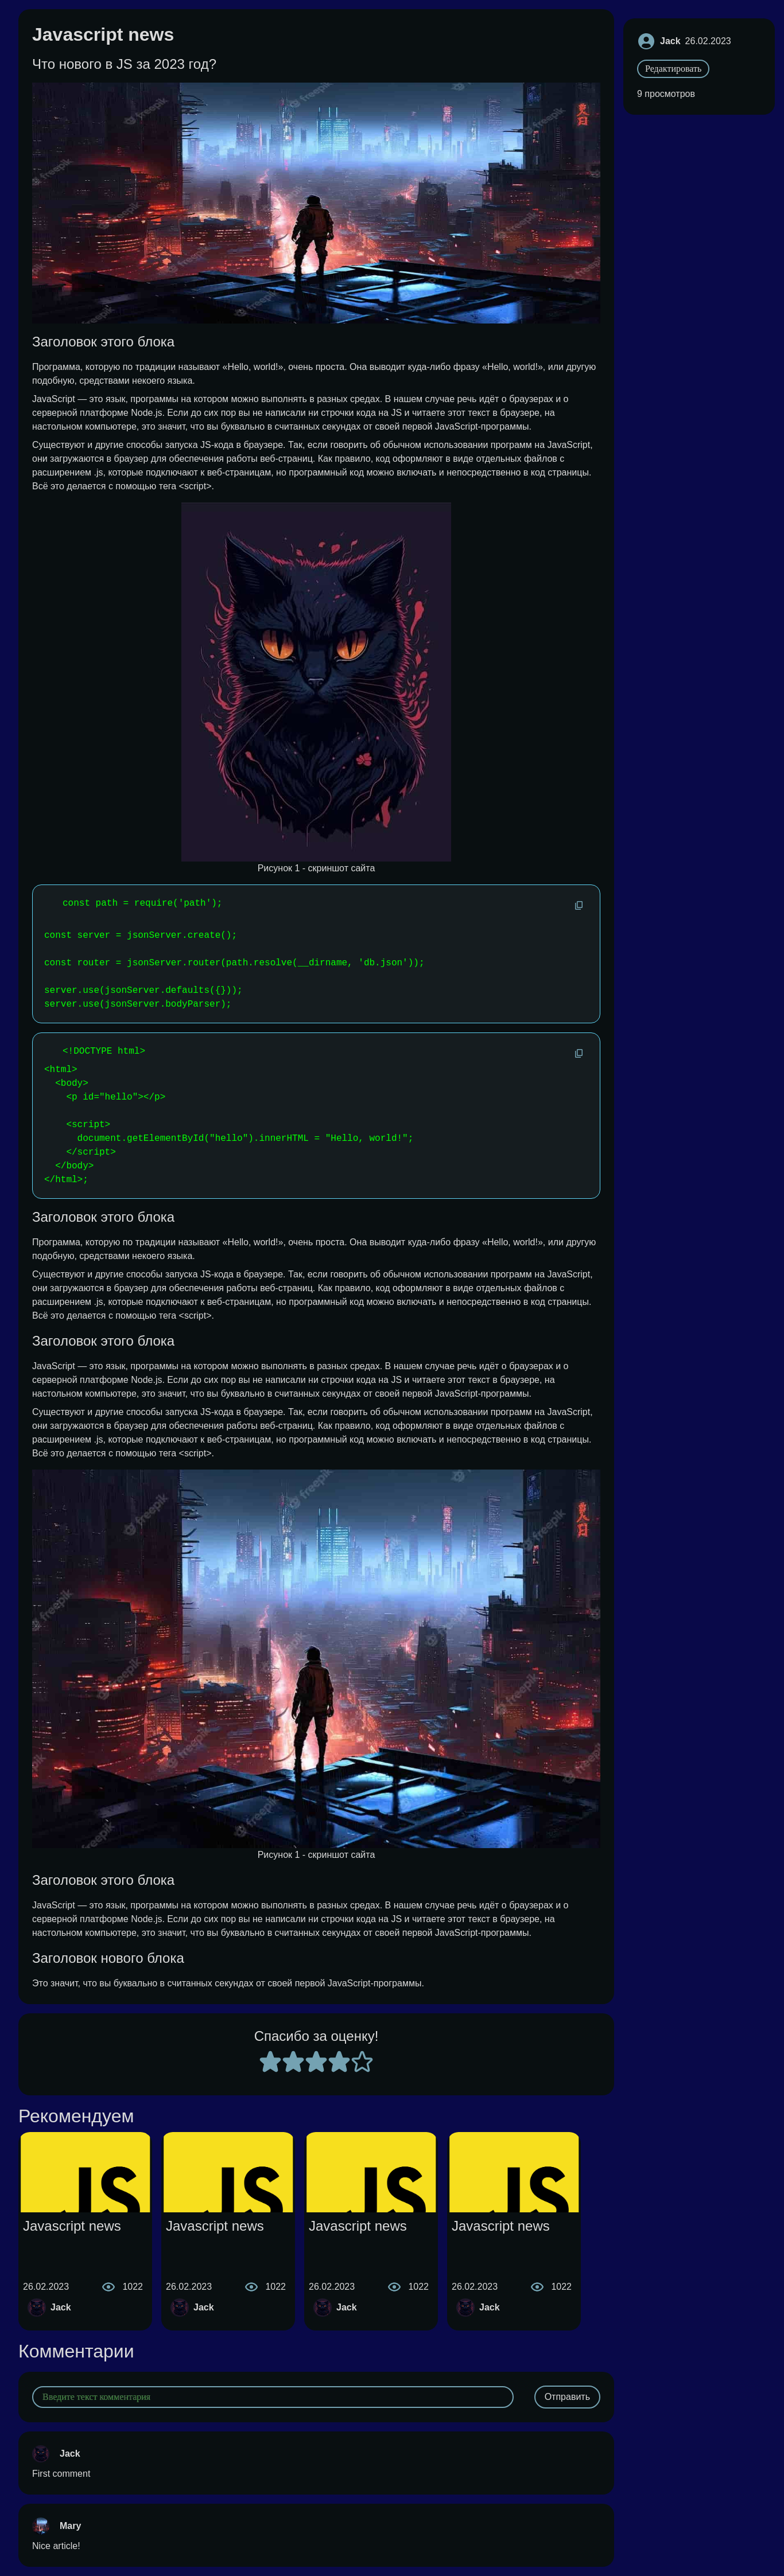 Javascript news
Что нового в JS за 2023 год?
Jack 26.02.2023
Редактировать
9 просмотров
freepik
Заголовок этого блока
Программа, которую по традиции называют «Hello, world!», очень проста. Она выводит куда-либо фразу «Hello, world!», или другую
подобную, средствами некоего языка.
JavaScript — это язык, программы на котором можно выполнять в разных средах. В нашем случае речь идёт о браузерах и о
серверной платформе Node.js. Если до сих пор вы не написали ни строчки кода на JS и читаете этот текст в браузере, на
настольном компьютере, это значит, что вы буквально в считанных секундах от своей первой JavaScript-программы.
Существуют и другие способы запуска JS-кода в браузере. Так, если говорить об обычном использовании программ на JavaScript,
они загружаются в браузер для обеспечения работы веб-страниц. Как правило, код оформляют в виде отдельных файлов с
расширением .js, которые подключают к веб-страницам, но программный код можно включать и непосредственно в код страницы.
Всё это делается с помощью тега <script>.
Рисунок 1 - скриншот сайта
const path = require('path');
const server = jsonServer.create();
const router = jsonServer.router(path.resolve(__dirname, 'db.json'));
server.use(jsonServer.defaults({}));
server.use(jsonServer.bodyParser);
<!DOCTYPE html>
<html>
<body>
<p id="hello"></p>
<script>
document.getElementById("hello").innerHTML = "Hello, world!";
</script>
</body>
</html>;
Заголовок этого блока
Программа, которую по традиции называют «Hello, world!», очень проста. Она выводит куда-либо фразу «Hello, world!», или другую
подобную, средствами некоего языка.
Существуют и другие способы запуска JS-кода в браузере. Так, если говорить об обычном использовании программ на JavaScript,
они загружаются в браузер для обеспечения работы веб-страниц. Как правило, код оформляют в виде отдельных файлов с
расширением .js, которые подключают к веб-страницам, но программный код можно включать и непосредственно в код страницы.
Всё это делается с помощью тега <script>.
Заголовок этого блока
JavaScript — это язык, программы на котором можно выполнять в разных средах. В нашем случае речь идёт о браузерах и о
серверной платформе Node.js. Если до сих пор вы не написали ни строчки кода на JS и читаете этот текст в браузере, на
настольном компьютере, это значит, что вы буквально в считанных секундах от своей первой JavaScript-программы.
Существуют и другие способы запуска JS-кода в браузере. Так, если говорить об обычном использовании программ на JavaScript,
они загружаются в браузер для обеспечения работы веб-страниц. Как правило, код оформляют в виде отдельных файлов с
расширением .js, которые подключают к веб-страницам, но программный код можно включать и непосредственно в код страницы.
Всё это делается с помощью тега <script>.
freepik
Рисунок 1 - скриншот сайта
Заголовок этого блока
JavaScript — это язык, программы на котором можно выполнять в разных средах. В нашем случае речь идёт о браузерах и о
серверной платформе Node.js. Если до сих пор вы не написали ни строчки кода на JS и читаете этот текст в браузере, на
настольном компьютере, это значит, что вы буквально в считанных секундах от своей первой JavaScript-программы.
Заголовок нового блока
Это значит, что вы буквально в считанных секундах от своей первой JavaScript-программы.
Спасибо за оценку!
Рекомендуем
JS JS JS JS
Javascript news Javascript news Javascript news Javascript news
26.02.2023 1022 26.02.2023 1022 26.02.2023 1022 26.02.2023 1022
Jack Jack Jack Jack
Комментарии
Введите текст комментария Отправить
Jack
First comment
Mary
Nice article!